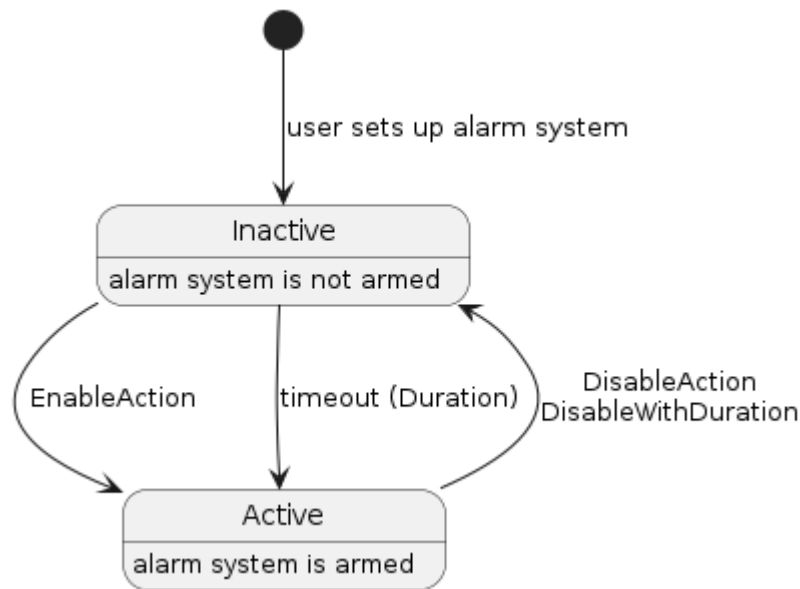 user sets up alarm system
Inactive
alarm system is not armed
EnableAction
timeout (Duration)
DisableAction
DisableWithDuration
Active
alarm system is armed